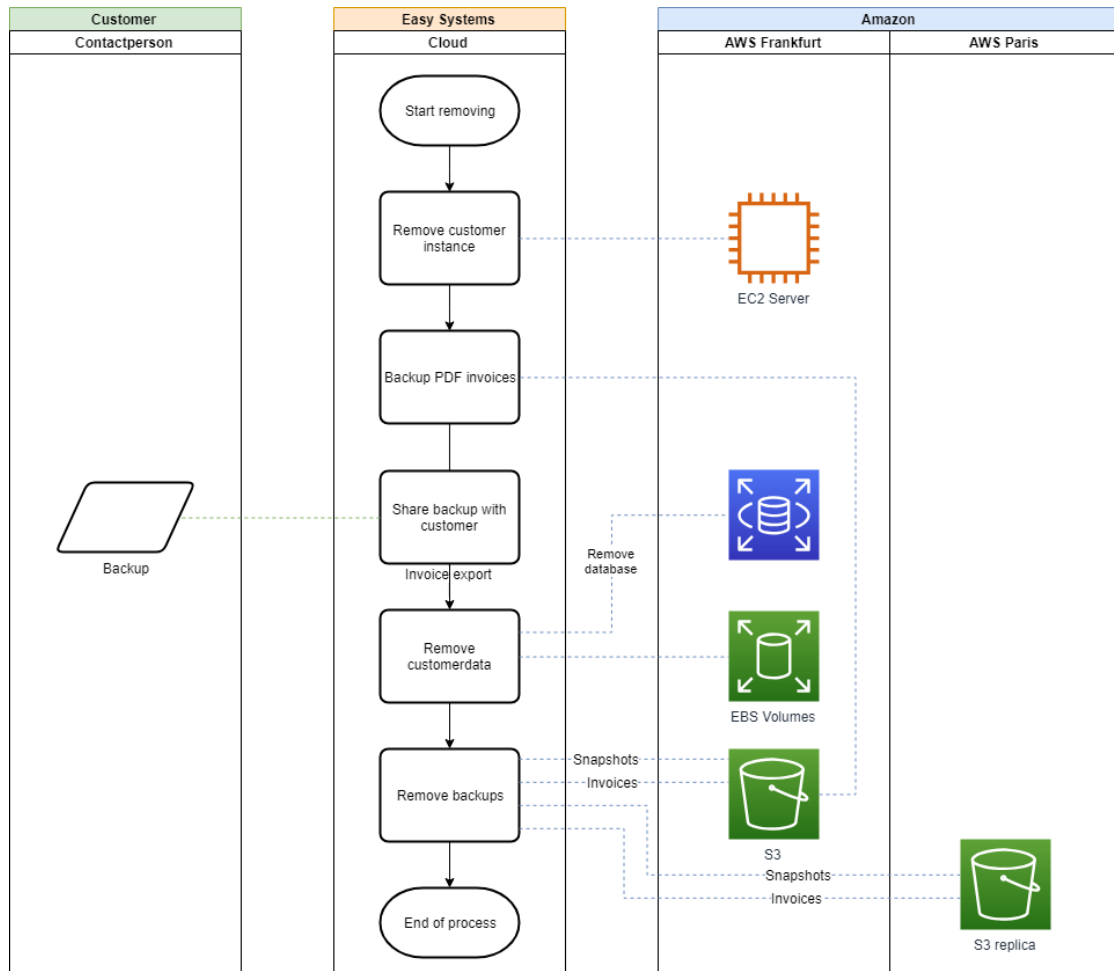 Customer
Easy Systems
Amazon
Contactperson
Cloud
AWS Frankfurt
AWS Paris
Start removing
Remove customer
instance
EC2 Server
Backup PDF invoices
Share backup with
customer
Backup
Invoice export
Remove
database
Remove
customerdata
EBS Volumes
Snapshots
Invoices
Remove backups
S3
Snapshots
Invoices
End of process
S3 replica